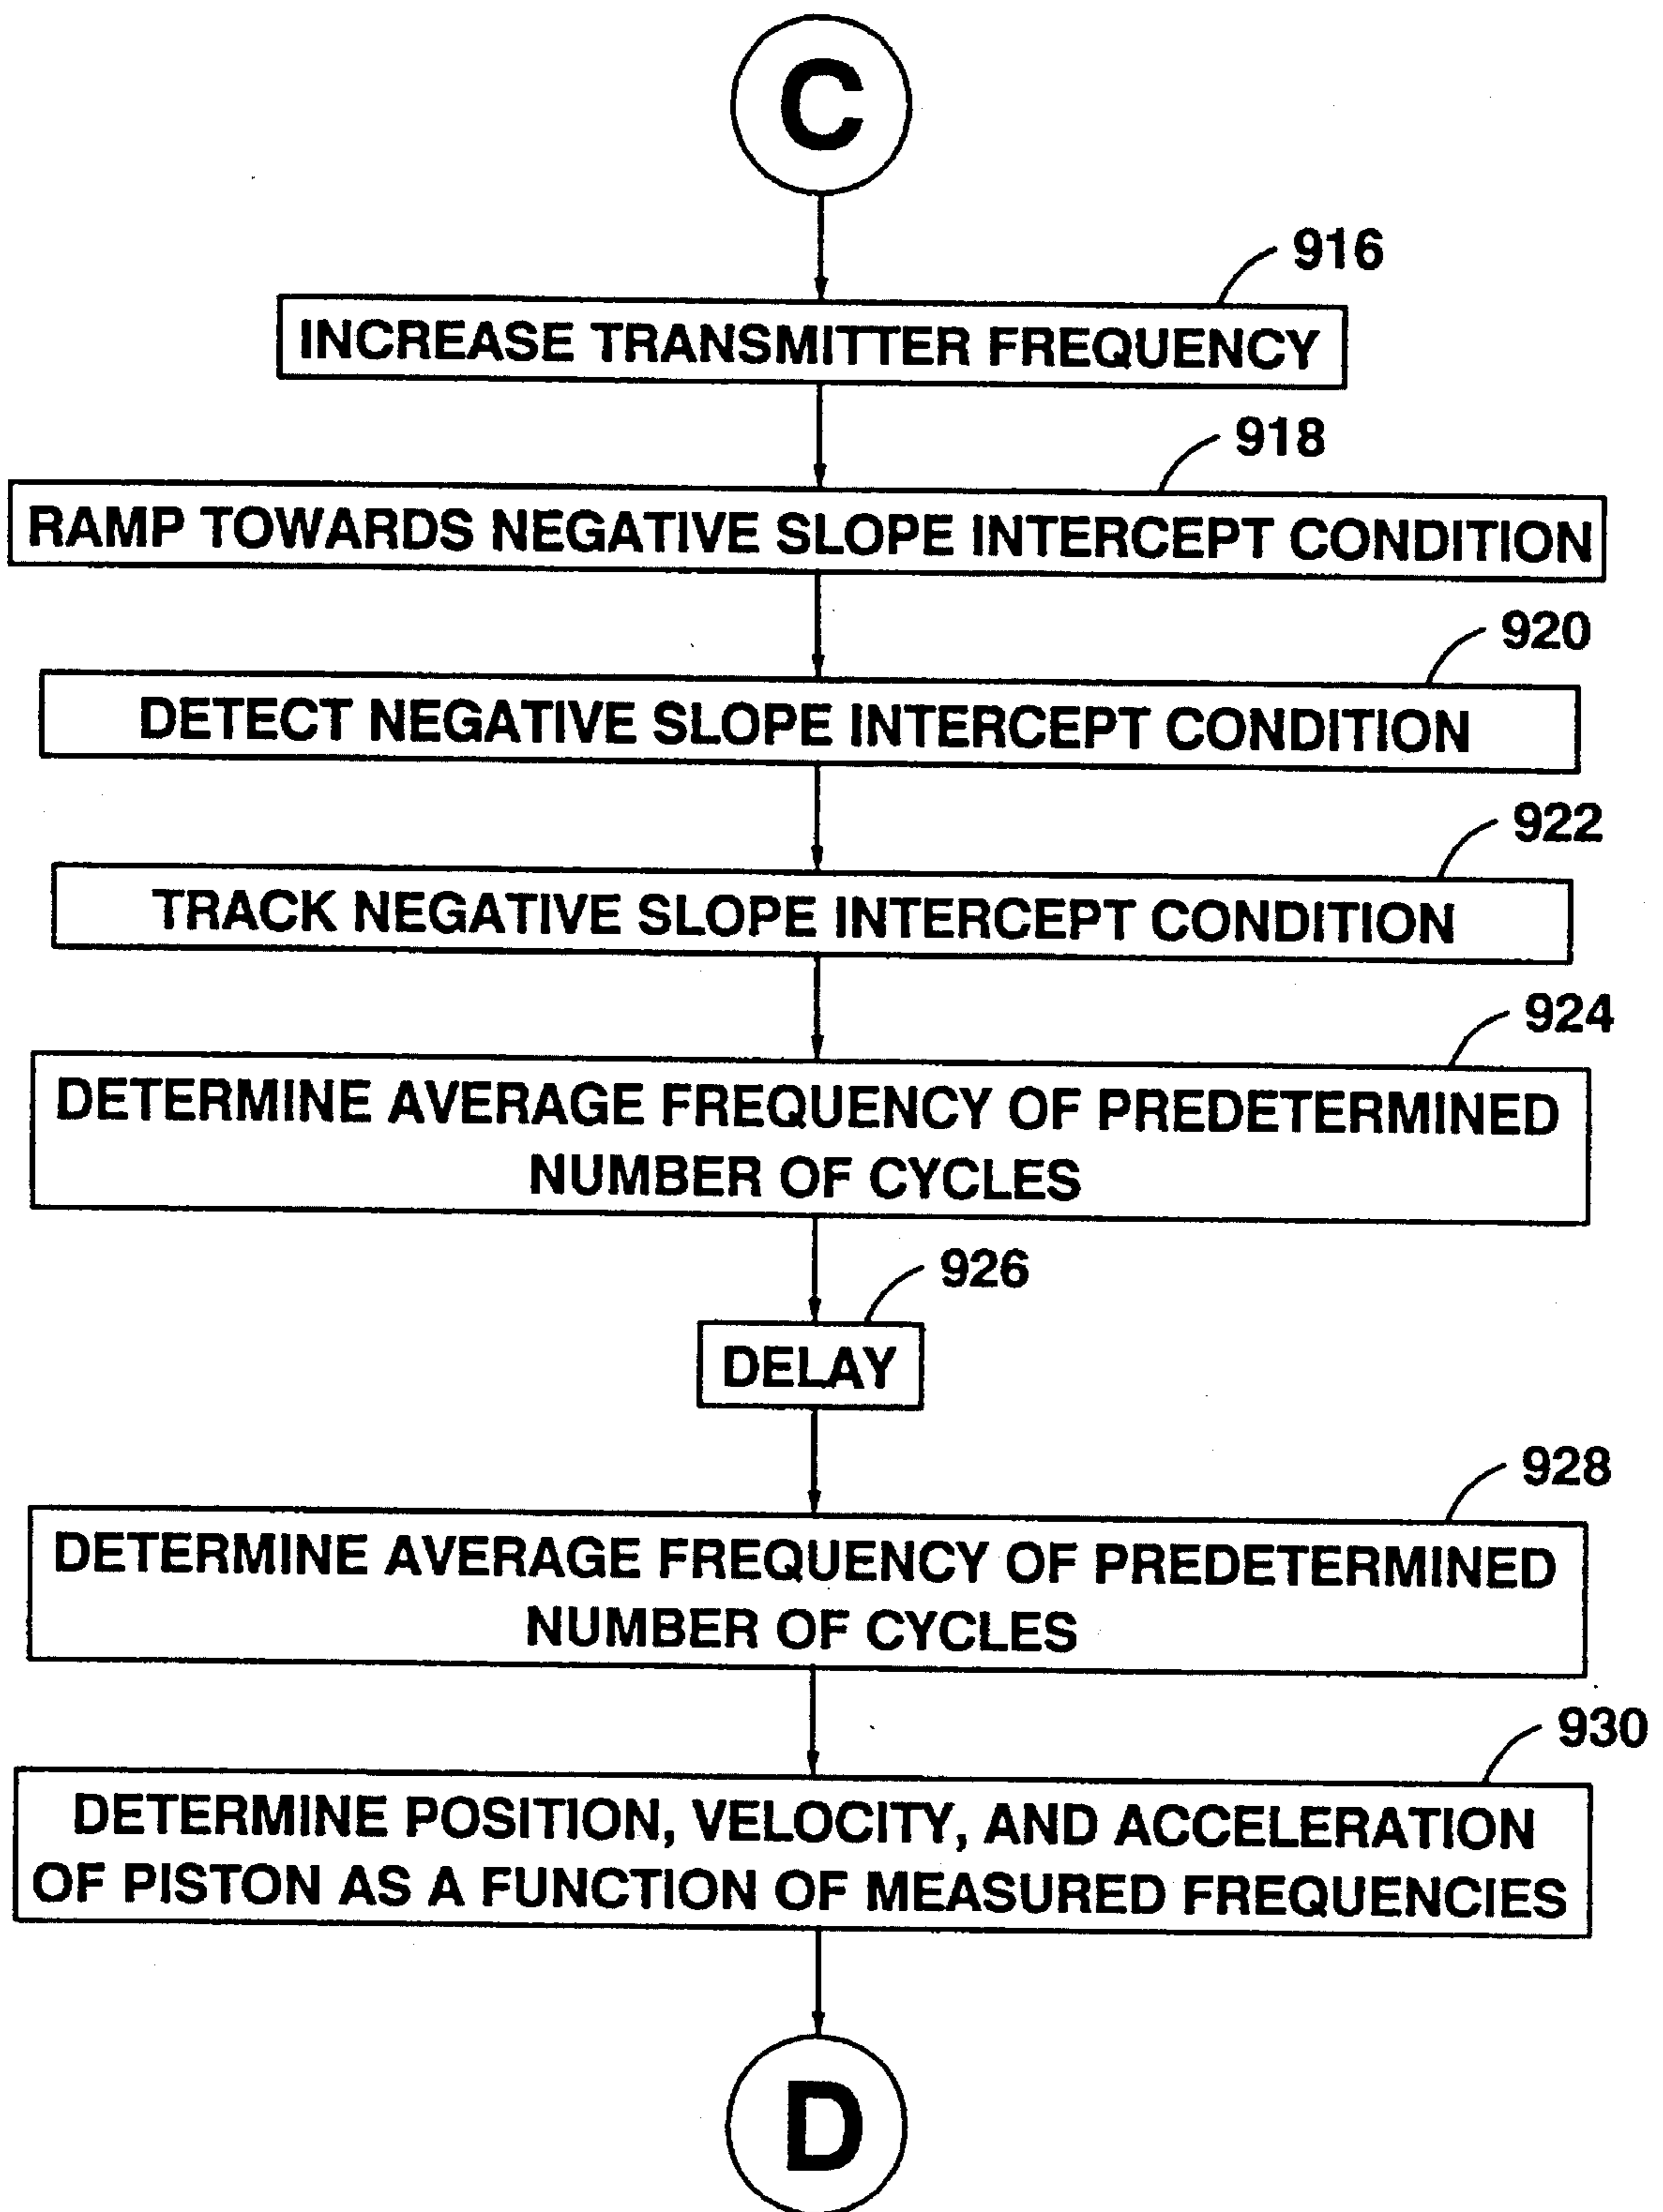 C
916
INCREASE TRANSMITTER FREQUENCY
918
RAMP TOWARDS NEGATIVE SLOPE INTERCEPT CONDITION
920
DETECT NEGATIVE SLOPE INTERCEPT CONDITION
922
TRACK NEGATIVE SLOPE INTERCEPT CONDITION
924
DETERMINE AVERAGE FREQUENCY OF PREDETERMINED
NUMBER OF CYCLES
926
DELAY
928
DETERMINE AVERAGE FREQUENCY OF PREDETERMINED
NUMBER OF CYCLES
930
DETERMINE POSITION, VELOCITY, AND ACCELERATION
OF PISTON AS A FUNCTION OF MEASURED FREQUENCIES
D